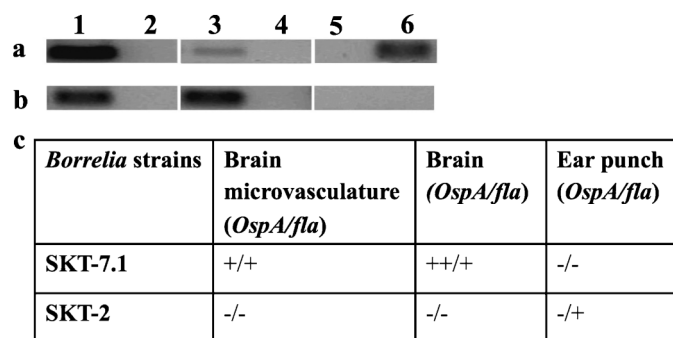 1 2 3 4 5 6
a
b
c
Borrelia strains
Brain microvasculature (OspA/fla)
Brain (OspA/fla)
Ear punch (OspA/fla)
SKT-7.1 +/+ ++/+ -/-
SKT-2 -/- -/- -/+